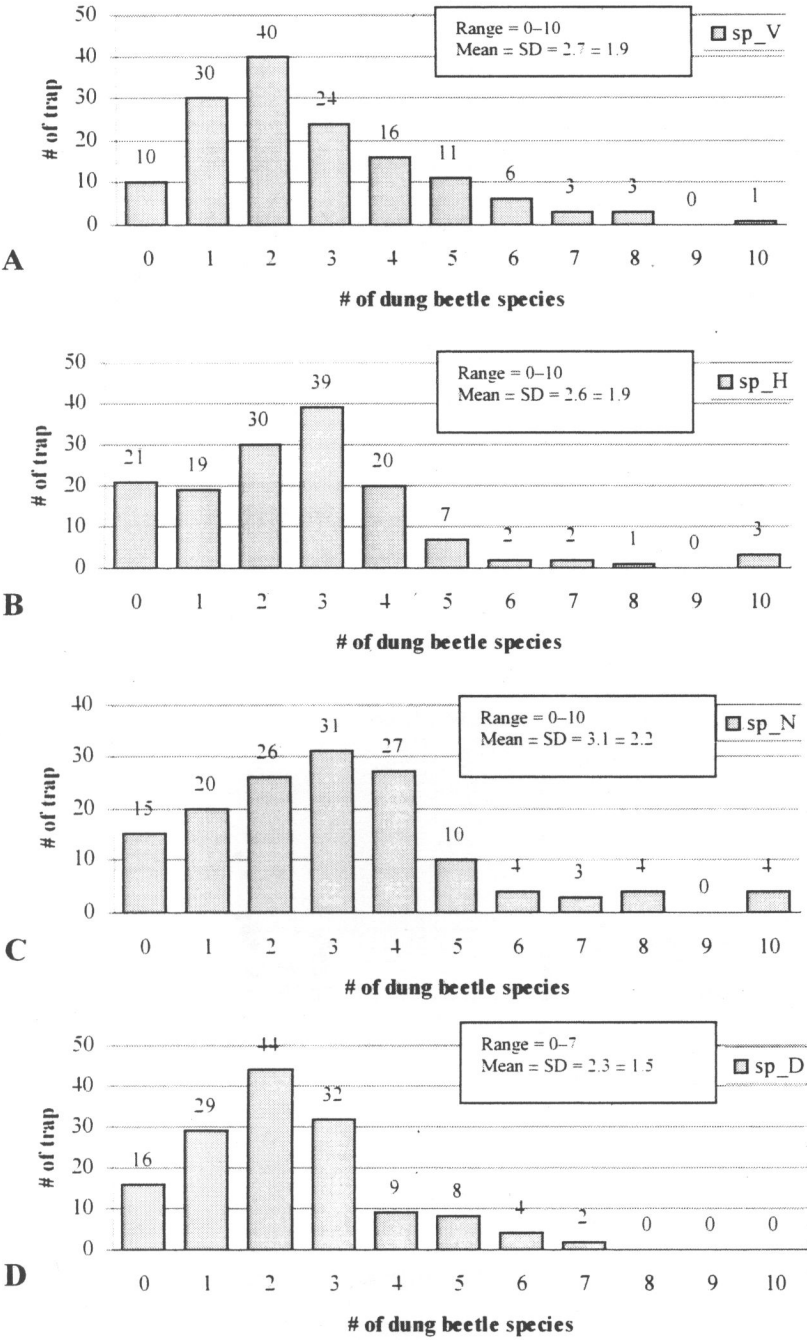 50
40
30
20
10
0
# of trap
10 30 40 24 16 11 6 3 3 0 1
Range = 0–10
Mean = SD = 2.7 = 1.9
sp_V
0 1 2 3 4 5 6 7 8 9 10
A
# of dung beetle species
50
40
30
20
10
0
# of trap
21 19 30 39 20 7 2 2 1 0 3
Range = 0–10
Mean = SD = 2.6 = 1.9
sp_H
0 1 2 3 4 5 6 7 8 9 10
B
# of dung beetle species
40
30
20
10
0
# of trap
15 20 26 31 27 10 4 3 4 0 4
Range = 0–10
Mean = SD = 3.1 = 2.2
sp_N
0 1 2 3 4 5 6 7 8 9 10
C
# of dung beetle species
50
40
30
20
10
0
# of trap
16 29 44 32 9 8 4 2 0 0 0
Range = 0–7
Mean = SD = 2.3 = 1.5
sp_D
0 1 2 3 4 5 6 7 8 9 10
D
# of dung beetle species